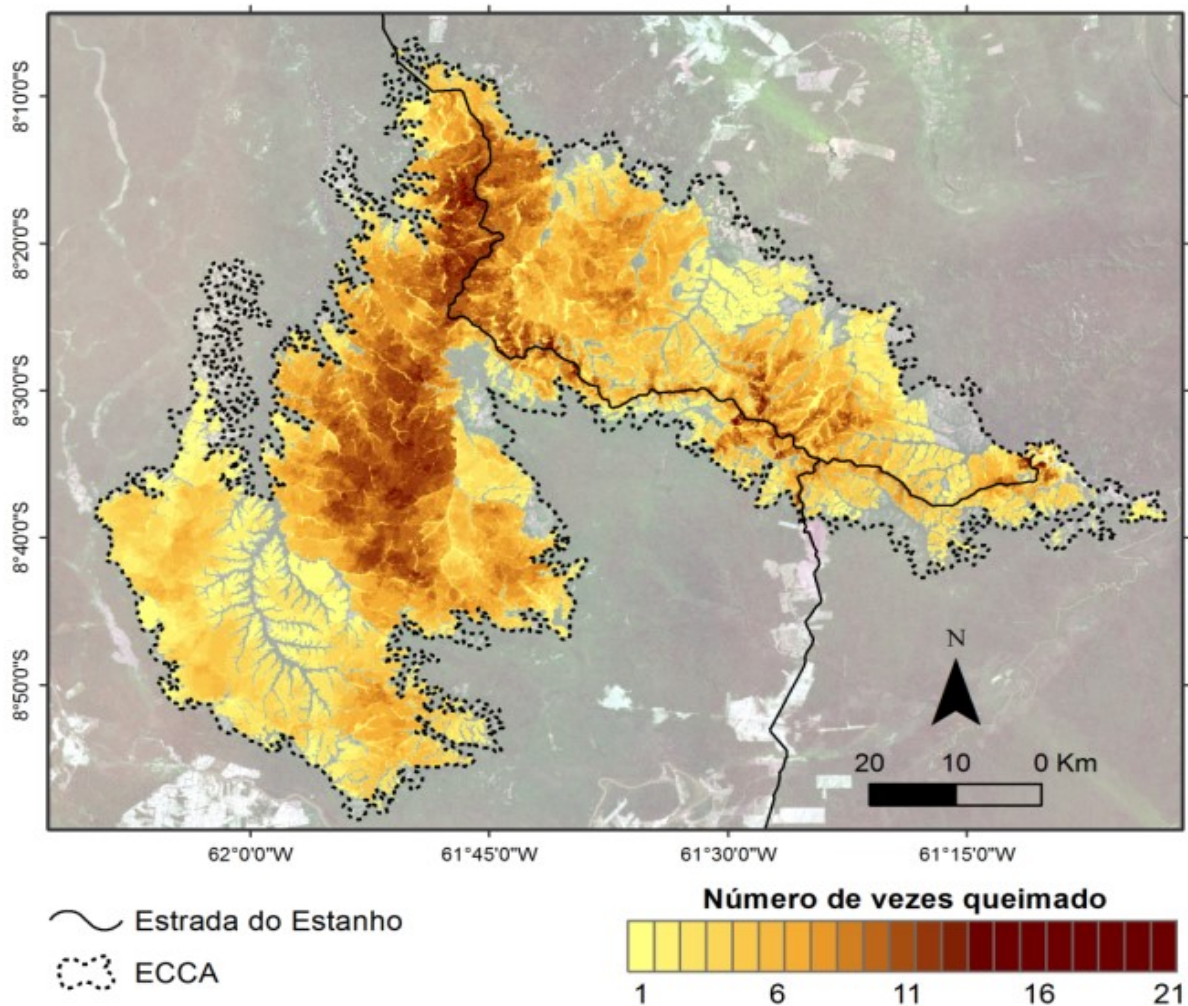 8°10'0"S
8°20'0"S
8°30'0"S
8°40'0"S
8°50'0"S
N
20 10 0 Km
62°0'0"W 61°45'0"W 61°30'0"W 61°15'0"W
Número de vezes queimado
Estrada do Estanho
ECCA
1 6 11 16 21